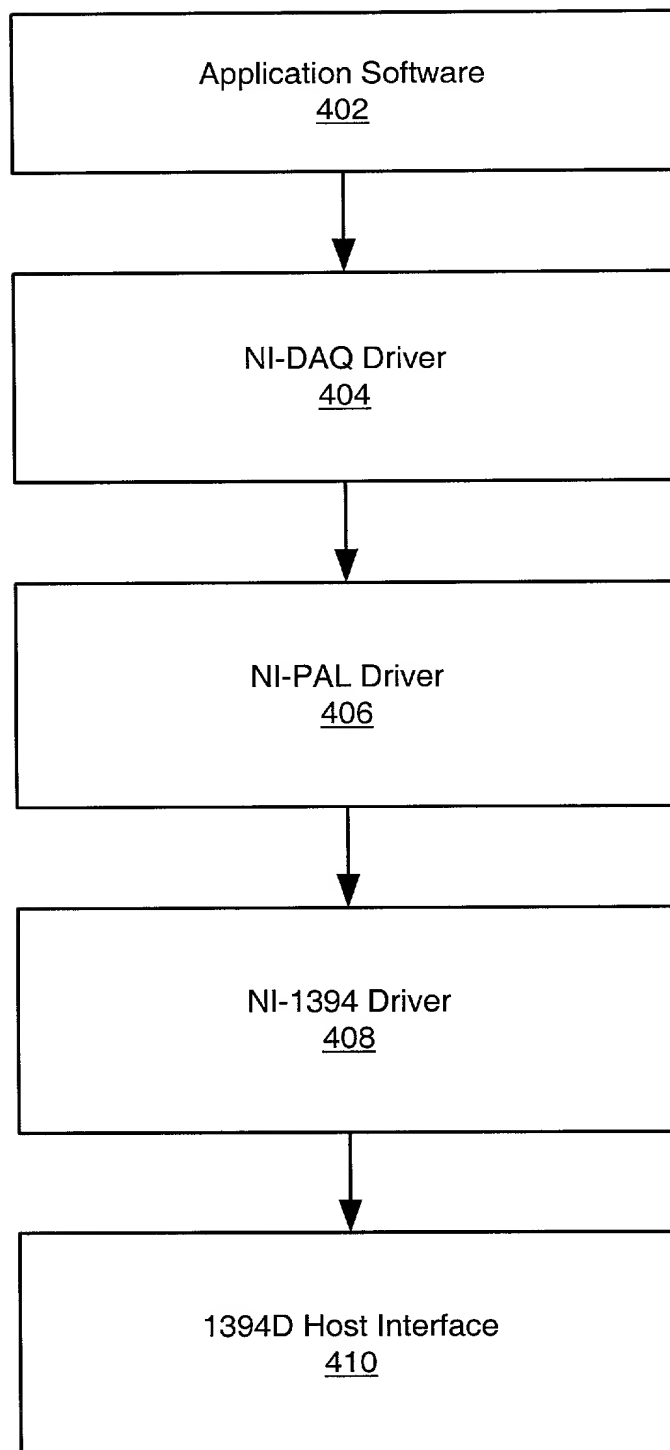 Application Software
402
NI-DAQ Driver
404
NI-PAL Driver
406
NI-1394 Driver
408
1394D Host Interface
410